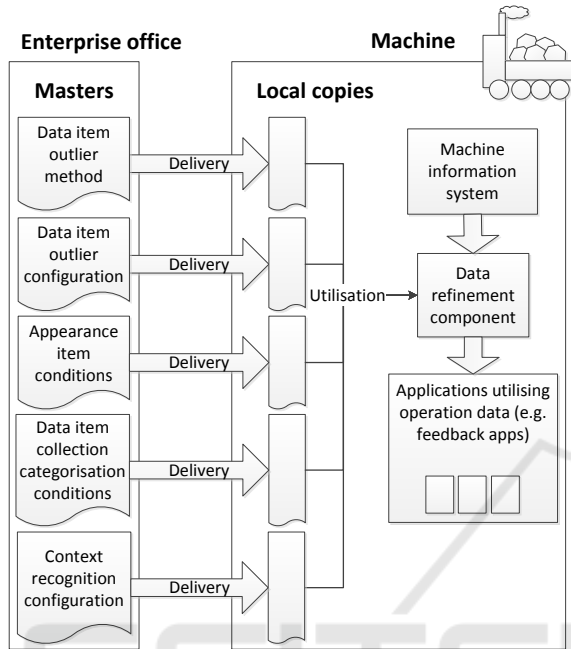 Enterprise office
Machine
Masters
Local copies
Data item
outlier
method
Delivery
Data item
outlier
configuration
Delivery
Appearance
item
conditions
Delivery
Data item
collection
categorisation
conditions
Delivery
Context
recognition
configuration
Delivery
Utilisation
Machine
information
system
Data
refinement
component
Applications utilising
operation data (e.g.
feedback apps)